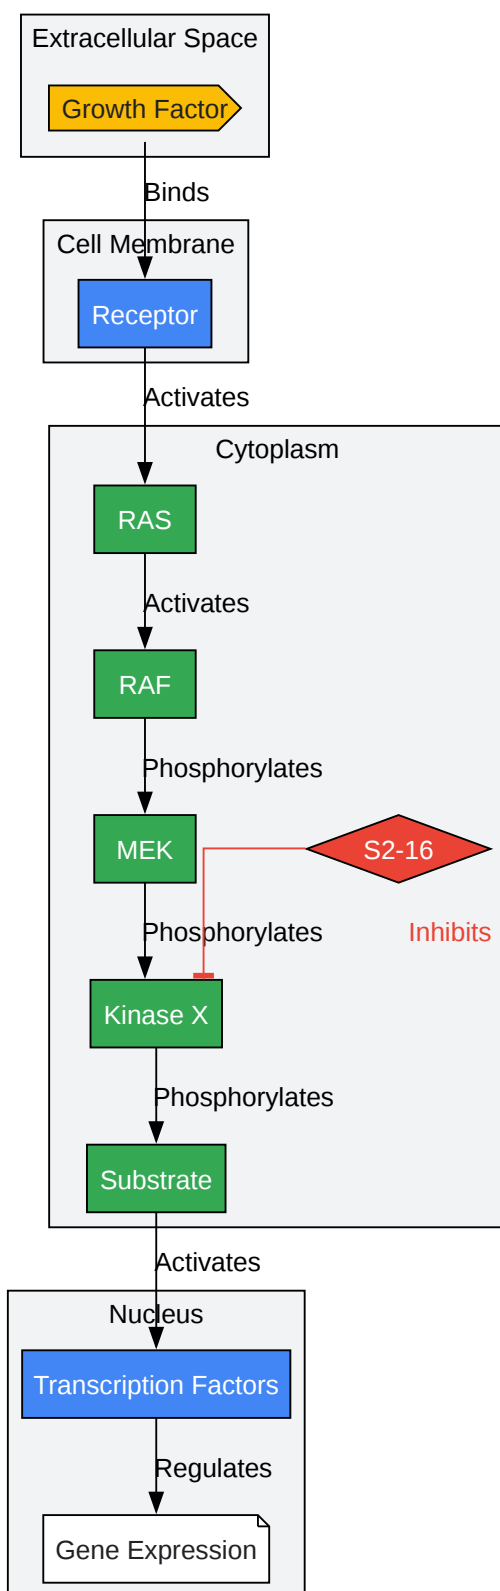 Extracellular Space
Growth Factor
Binds
Cell Membrane
Receptor
Activates
Cytoplasm
RAS
Activates
RAF
Phosphorylates
MEK
S2-16
Phosphorylates
Inhibits
Kinase X
Phosphorylates
Substrate
Activates
Nucleus
Transcription Factors
Regulates
Gene Expression